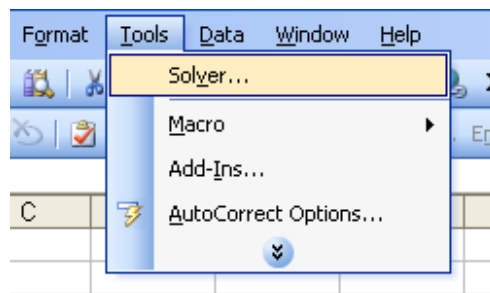 Format Tools Data Window Help
Solver...
Macro
Add-Ins...
AutoCorrect Options...
C